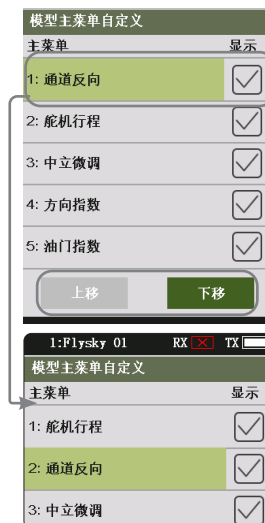 模型主菜单自定义
主菜单 显示
1: 通道反向
2: 舵机行程
3: 中立微调
4: 方向指数
5: 油门指数
上移 下移
1:Flysky 01 RX TX
模型主菜单自定义
主菜单 显示
1: 舵机行程
2: 通道反向
3: 中立微调